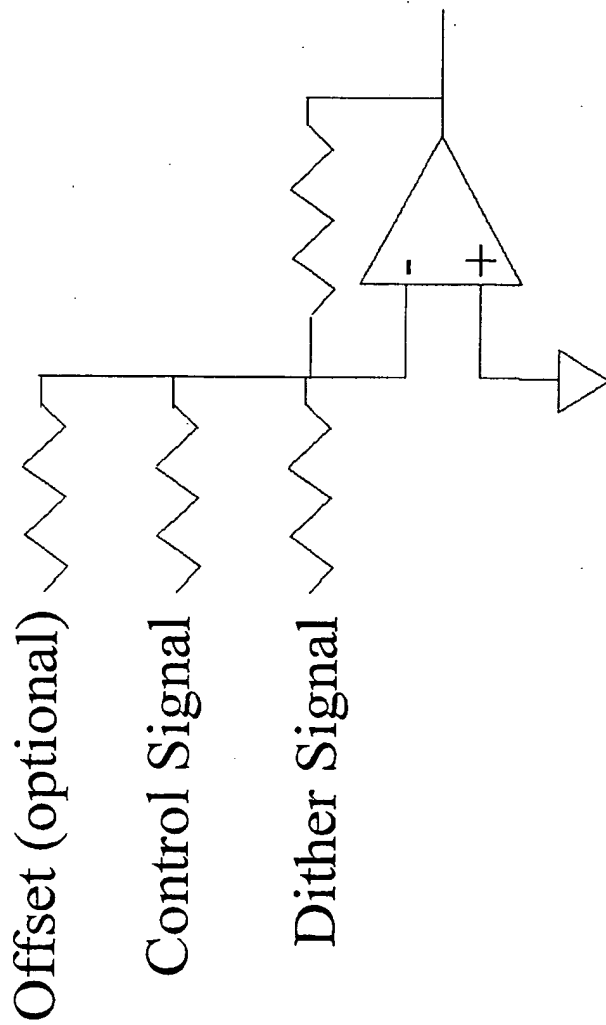 Offset (optional)
Control Signal
Dither Signal
-
+